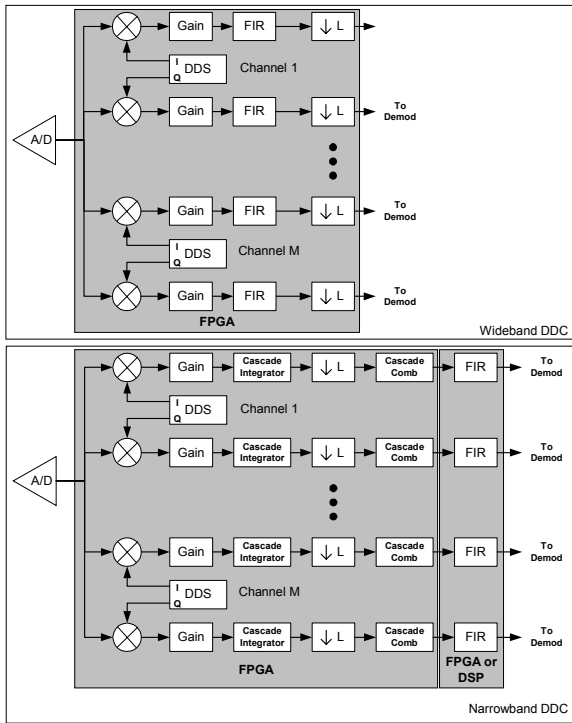 Gain FIR ↓ L
I
Q DDS Channel 1
Gain FIR ↓ L To Demod
A/D
Gain FIR ↓ L To Demod
I
Q DDS Channel M
Gain FIR ↓ L To Demod
FPGA
Wideband DDC
Gain Cascade Integrator ↓ L Cascade Comb FIR To Demod
I
Q DDS Channel 1
Gain Cascade Integrator ↓ L Cascade Comb FIR To Demod
A/D
Gain Cascade Integrator ↓ L Cascade Comb FIR To Demod
I
Q DDS Channel M
Gain Cascade Integrator ↓ L Cascade Comb FIR To Demod
FPGA
FPGA or
DSP
Narrowband DDC